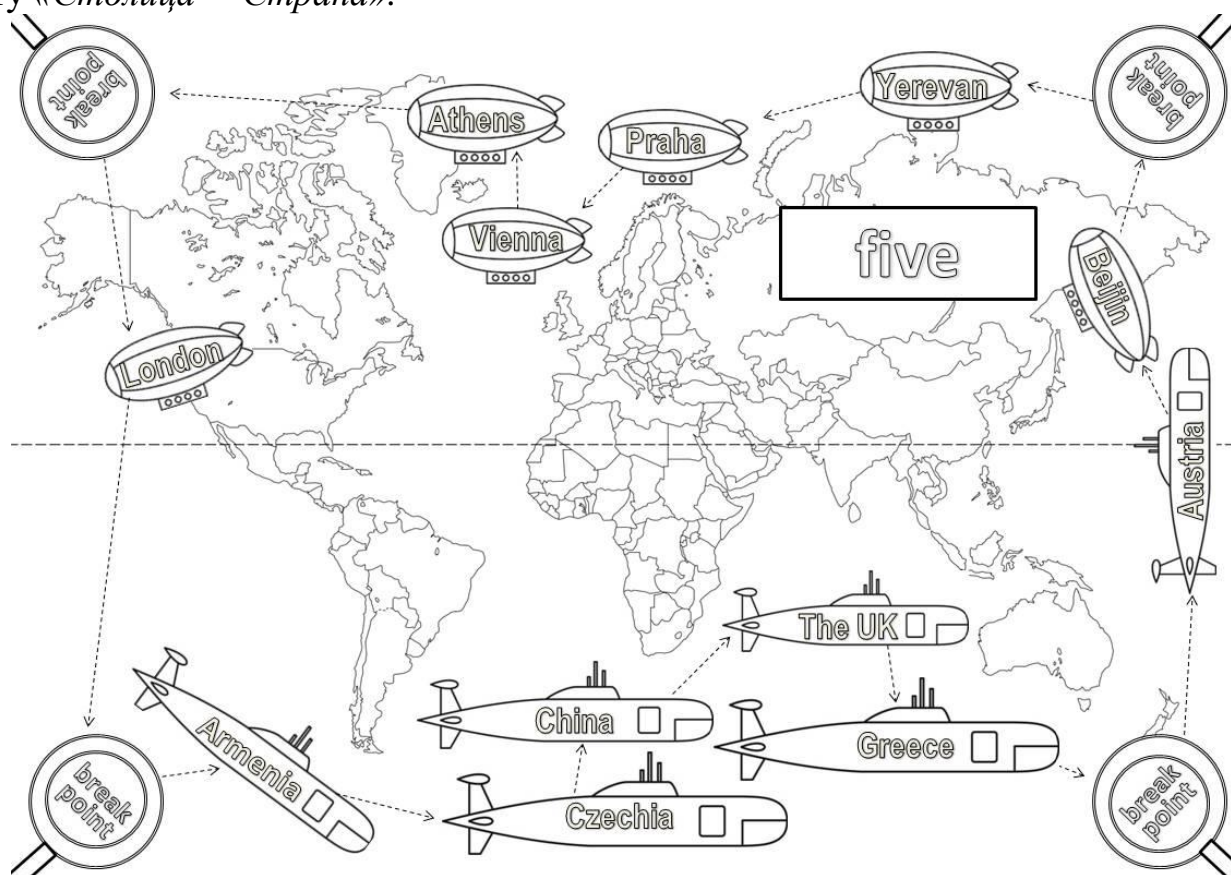 у «Столица – Страна».
break
point
Athens
Praha
Yerevan
break
point
Vienna
five
Beijin
London
Austria
The UK
China
Greece
Armenia
Czechia
break
point
break
point